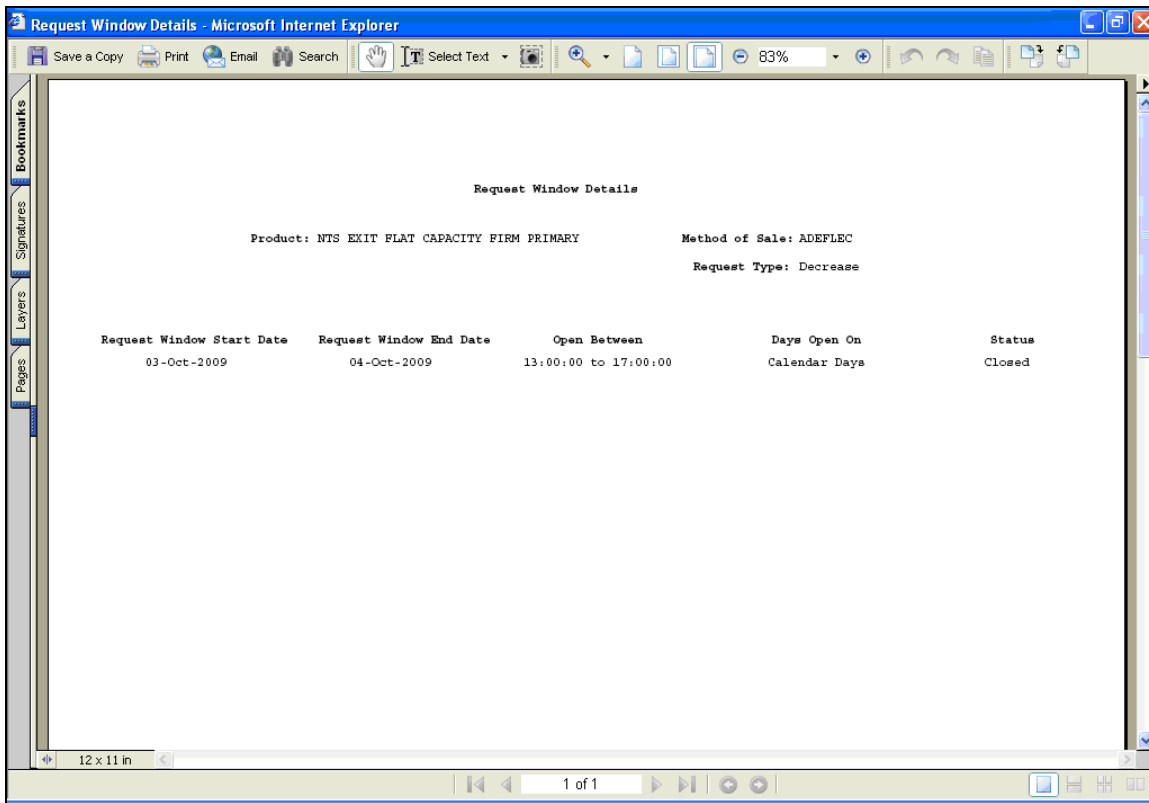 Request Window Details - Microsoft Internet Explorer
Save a Copy Print Email Search Select Text 83%
Bookmarks
Signatures
Layers
Pages
Request Window Details
Product: NTS EXIT FLAT CAPACITY FIRM PRIMARY Method of Sale: ADEFLEC
Request Type: Decrease
Request Window Start Date Request Window End Date Open Between Days Open On Status
03-Oct-2009 04-Oct-2009 13:00:00 to 17:00:00 Calendar Days Closed
12 x 11 in
1 of 1